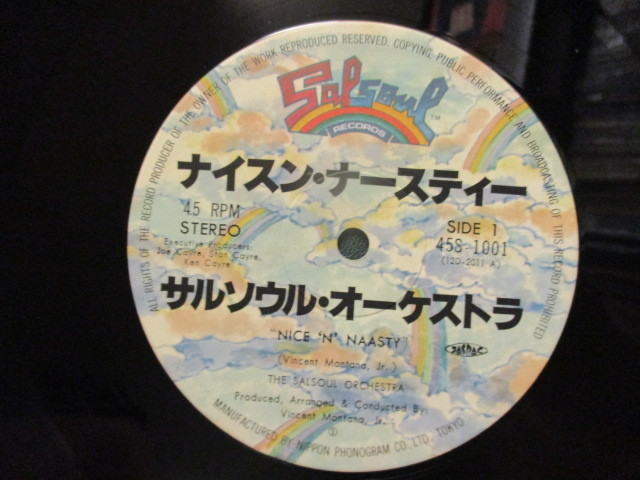 ALL RIGHTS OF THE RECORD PRODUCER OF THE OWNER OF THE WORK REPRODUCED RESERVED. COPYING, PUBLIC PERFORMANCE AND BROADCASTING OF THIS RECORD PROHIBITED
Salsoul
TM
RECORDS
ナイスン・ナースティー
45 RPM
STEREO
Executive Producers:
Joe Cayre, Stan Cayre,
Ken Cayre
SIDE 1
45S-1001
(12D-2011 A)
サルソウル・オーケストラ
"NICE 'N' NAASTY"
(Vincent Montana, Jr.)
THE SALSOUL ORCHESTRA
Produced, Arranged & Conducted By:
Vincent Montana, Jr.
MANUFACTURED BY NIPPON PHONOGRAM CO., LTD., TOKYO